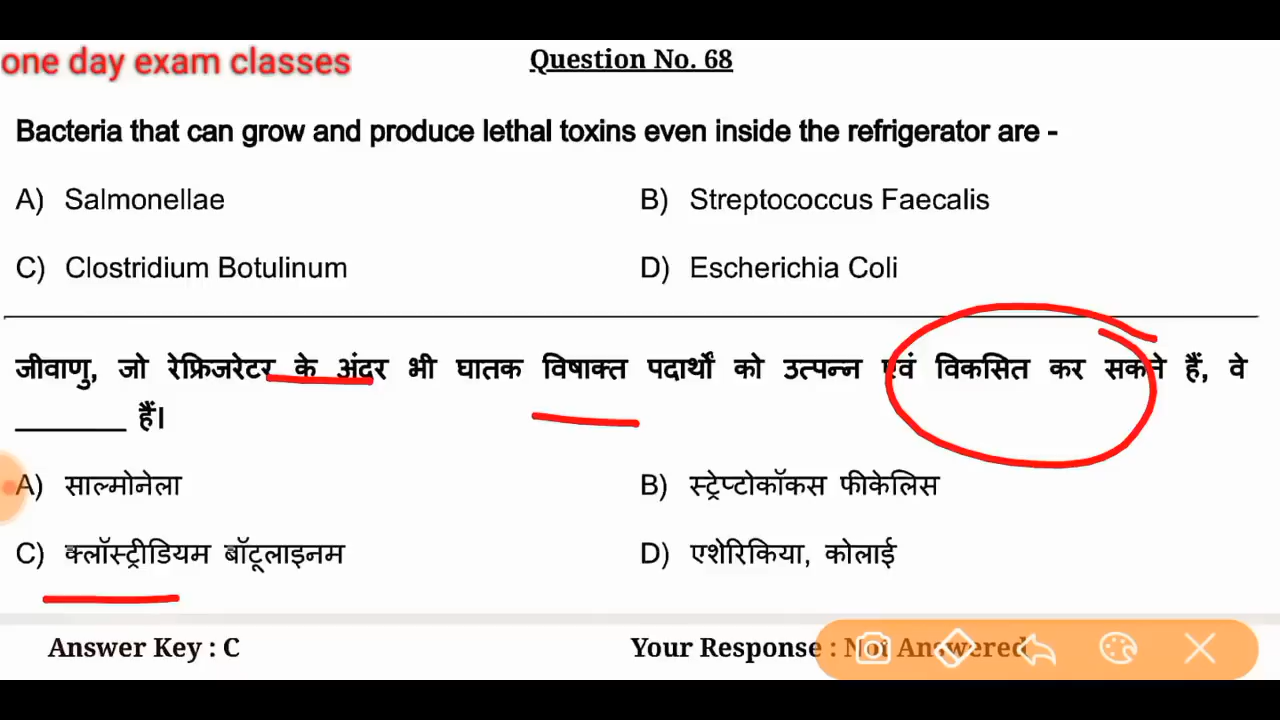 one day exam classes
Question No. 68
Bacteria that can grow and produce lethal toxins even inside the refrigerator are -
A) Salmonellae
B) Streptococcus Faecalis
C) Clostridium Botulinum
D) Escherichia Coli
जीवाणु, जो रेफ्रिजरेटर के अंदर भी घातक विषाक्त पदार्थों को उत्पन्न एवं विकसित कर सकने हैं, वे
________ हैं।
A) साल्मोनेला
B) स्ट्रेप्टोकॉकस फीकेलिस
C) क्लॉस्ट्रीडियम बॉटूलाइनम
D) एशेरिकिया, कोलाई
Answer Key : C
Your Response : Not Answered